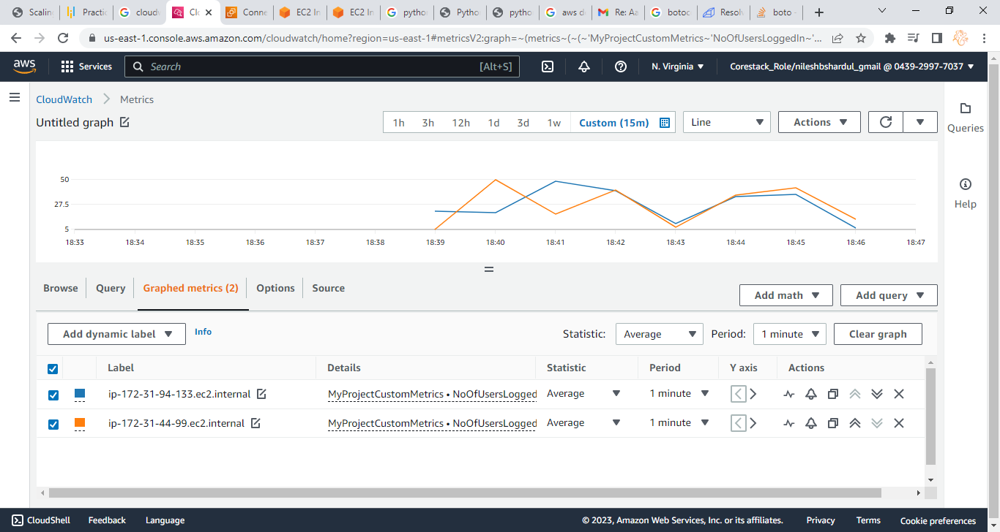 Scaling
Practic
cloudv
Clo
Conne
EC2 In
EC2 In
pytho
Pytho
pytho
aws d
Re: Aa
botoc
Resolv
boto -
us-east-1.console.aws.amazon.com/cloudwatch/home?region=us-east-1#metricsV2:graph=~(metrics~(~(~'MyProjectCustomMetrics~'NoOfUsersLoggedIn~'...
aws
Services
Search
[Alt+S]
N. Virginia
Corestack_Role/nileshbshardul_gmail @ 0439-2997-7037
CloudWatch
Metrics
Untitled graph
1h
3h
12h
1d
3d
1w
Custom (15m)
Line
Actions
Queries
Help
50
27.5
5
18:33
18:34
18:35
18:36
18:37
18:38
18:39
18:40
18:41
18:42
18:43
18:44
18:45
18:46
18:47
Browse
Query
Graphed metrics (2)
Options
Source
Add math
Add query
Add dynamic label
Info
Statistic:
Average
Period:
1 minute
Clear graph
Label
Details
Statistic
Period
Y axis
Actions
ip-172-31-94-133.ec2.internal
MyProjectCustomMetrics • NoOfUsersLogged
Average
1 minute
ip-172-31-44-99.ec2.internal
MyProjectCustomMetrics • NoOfUsersLogged
Average
1 minute
CloudShell
Feedback
Language
© 2023, Amazon Web Services, Inc. or its affiliates.
Privacy
Terms
Cookie preferences